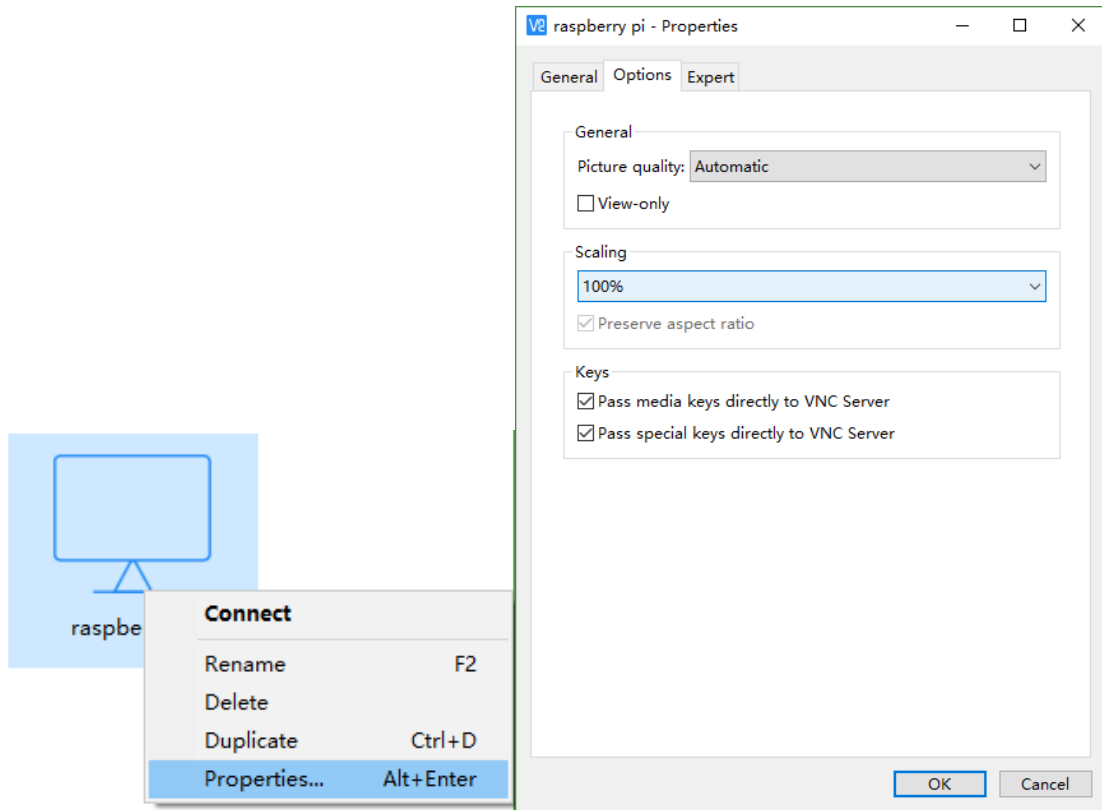 raspbe
Connect
Rename F2
Delete
Duplicate Ctrl+D
Properties... Alt+Enter
V2 raspberry pi - Properties
General Options Expert
General
Picture quality: Automatic
View-only
Scaling
100%
Preserve aspect ratio
Keys
Pass media keys directly to VNC Server
Pass special keys directly to VNC Server
OK Cancel